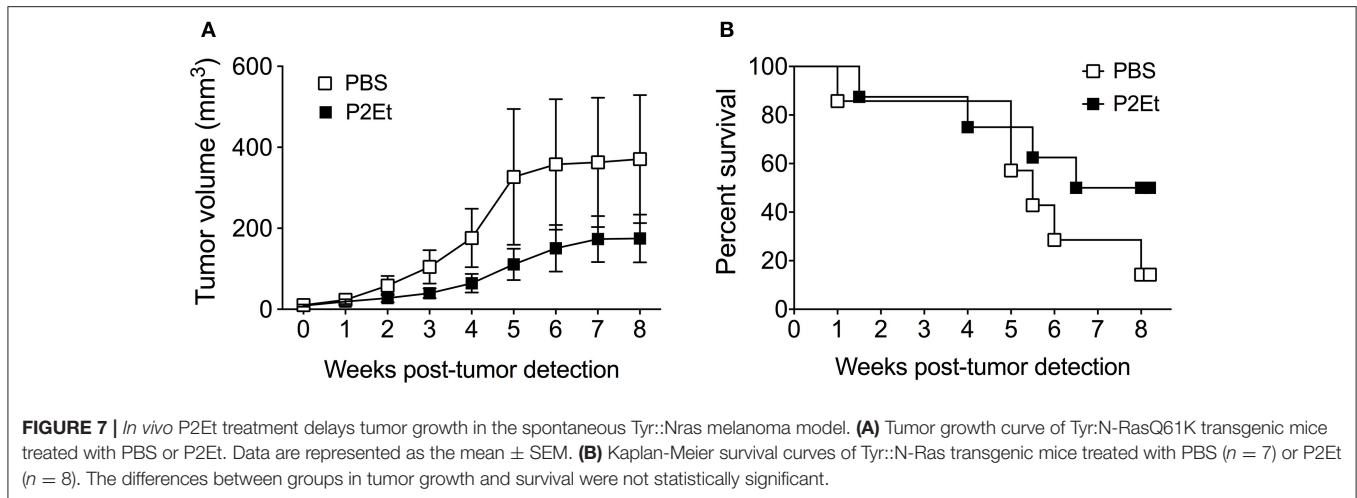 A
Tumor volume (mm³)
600
400
200
0
PBS
P2Et
0 1 2 3 4 5 6 7 8
Weeks post-tumor detection
B
Percent survival
100
80
60
40
20
0
PBS
P2Et
0 1 2 3 4 5 6 7 8
Weeks post-tumor detection
FIGURE 7 | In vivo P2Et treatment delays tumor growth in the spontaneous Tyr::Nras melanoma model. (A) Tumor growth curve of Tyr:N-RasQ61K transgenic mice
treated with PBS or P2Et. Data are represented as the mean ± SEM. (B) Kaplan-Meier survival curves of Tyr::N-Ras transgenic mice treated with PBS (n = 7) or P2Et
(n = 8). The differences between groups in tumor growth and survival were not statistically significant.